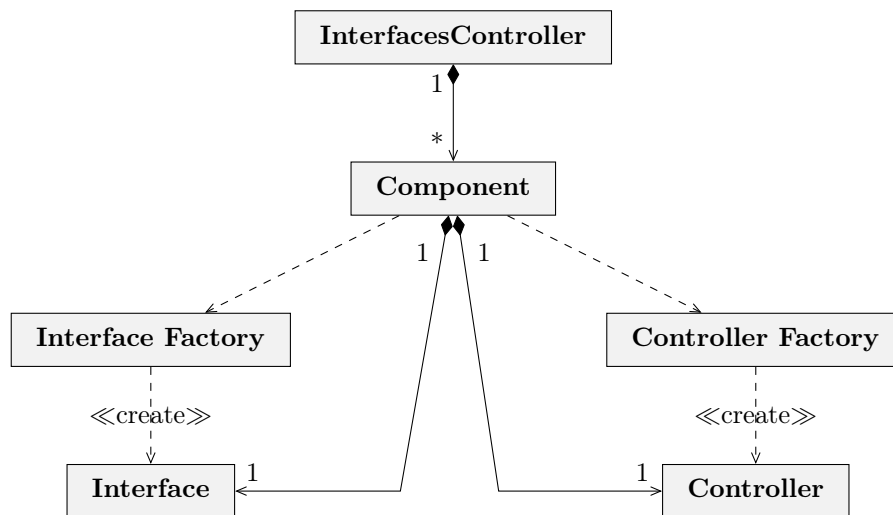 InterfacesController
1
*
Component
1 1
Interface Factory Controller Factory
≪create≫ ≪create≫
1 1
Interface Controller